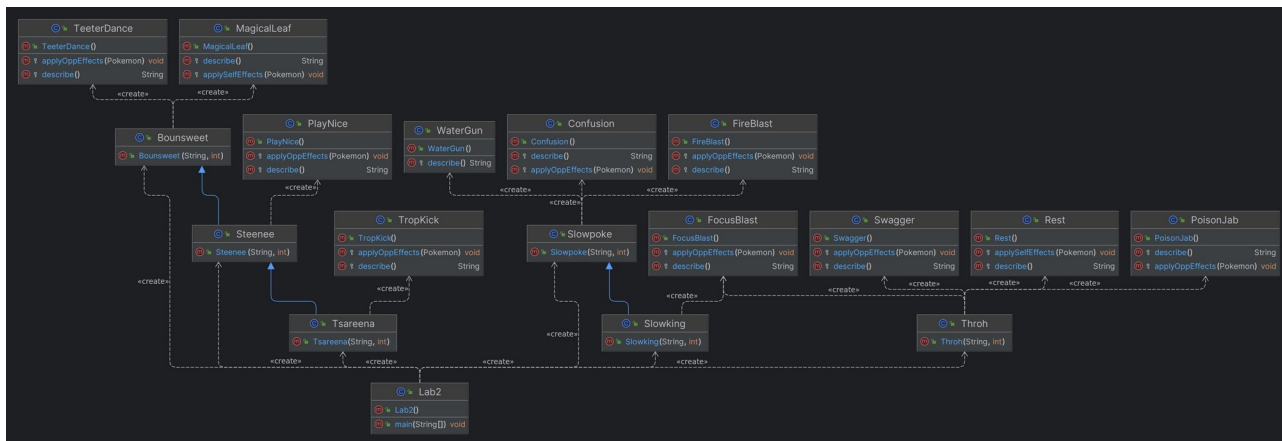 TeeterDance
TeeterDance()
applyOppEffects(Pokemon) void
describe() String
MagicalLeaf
MagicalLeaf()
describe() String
applySelfEffects(Pokemon) void
«create»
«create»
Bounsweet
Bounsweet(String, int)
PlayNice
PlayNice()
applyOppEffects(Pokemon) void
describe() String
WaterGun
WaterGun()
describe() String
Confusion
Confusion()
describe() String
applyOppEffects(Pokemon) void
FireBlast
FireBlast()
applyOppEffects(Pokemon) void
describe() String
«create»
«create»
«create»
«create»
Steenee
Steenee(String, int)
TropKick
TropKick()
applyOppEffects(Pokemon) void
describe() String
Slowpoke
Slowpoke(String, int)
FocusBlast
FocusBlast()
applyOppEffects(Pokemon) void
describe() String
Swagger
Swagger()
applyOppEffects(Pokemon) void
describe() String
Rest
Rest()
applySelfEffects(Pokemon) void
describe() String
PoisonJab
PoisonJab()
describe() String
applyOppEffects(Pokemon) void
«create»
«create»
«create»
«create»
«create»
«create»
«create»
Tsareena
Tsareena(String, int)
Slowking
Slowking(String, int)
Throh
Throh(String, int)
«create»
«create»
«create»
«create»
Lab2
Lab2()
main(String[]) void